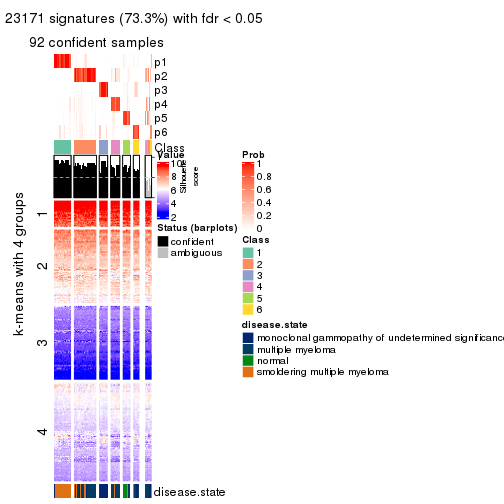 23171 signatures (73.3%) with fdr < 0.05
92 confident samples
p1
p2
p3
p4
p5
p6
Class
Value
10
8
6
4
2
Silhouette
score
Status (barplots)
confident
ambiguous
Prob
1
0.8
0.6
0.4
0.2
0
Class
1
2
3
4
5
6
disease.state
monoclonal gammopathy of undetermined significance
multiple myeloma
normal
smoldering multiple myeloma
k-means with 4 groups
1
2
3
4
disease.state